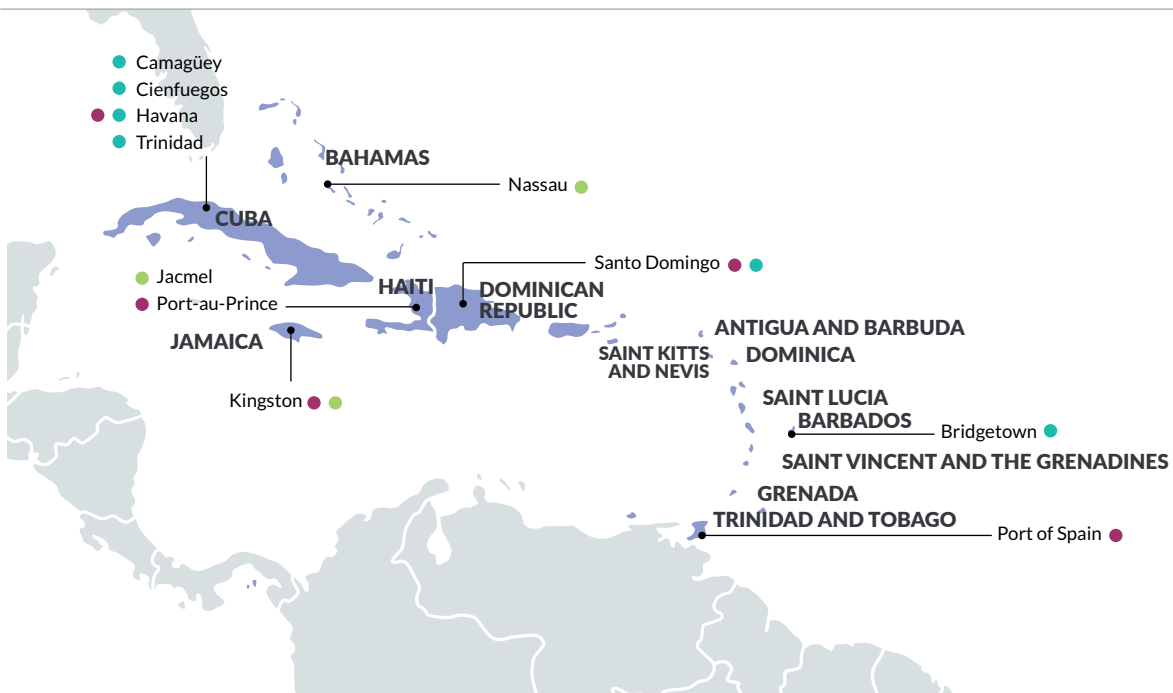 Camagüey
Cienfuegos
Havana
Trinidad
BAHAMAS
Nassau
CUBA
Santo Domingo
Jacmel
HAITI
DOMINICAN
REPUBLIC
Port-au-Prince
JAMAICA
ANTIGUA AND BARBUDA
SAINT KITTS
AND NEVIS
DOMINICA
Kingston
SAINT LUCIA
BARBADOS
Bridgetown
SAINT VINCENT AND THE GRENADINES
GRENADA
TRINIDAD AND TOBAGO
Port of Spain